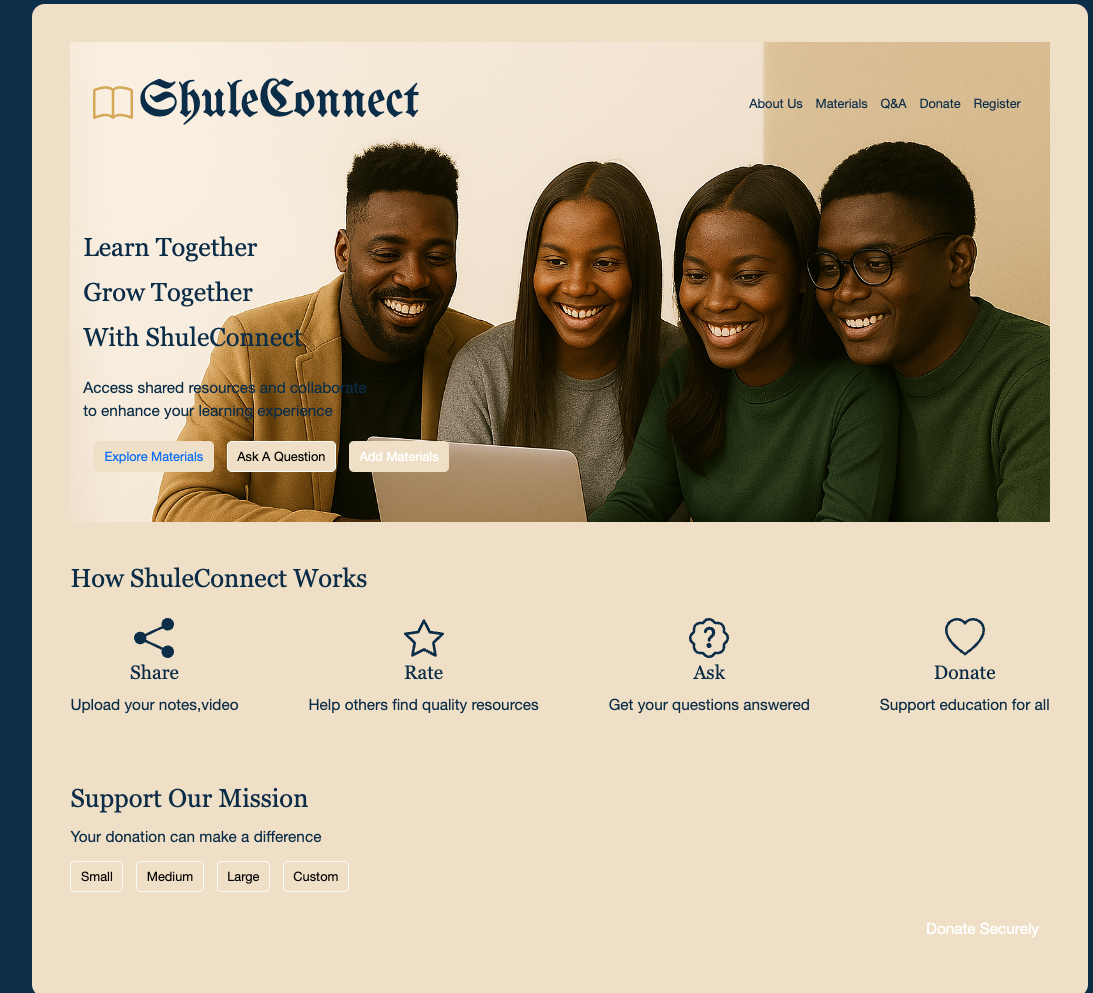 ShuleConnect
About Us Materials Q&A Donate Register
Learn Together
Grow Together
With ShuleConnect
Access shared resources and collaborate
to enhance your learning experience
Explore Materials Ask A Question Add Materials
How ShuleConnect Works
Share Rate Ask Donate
Upload your notes,video Help others find quality resources Get your questions answered Support education for all
Support Our Mission
Your donation can make a difference
Small Medium Large Custom
Donate Securely